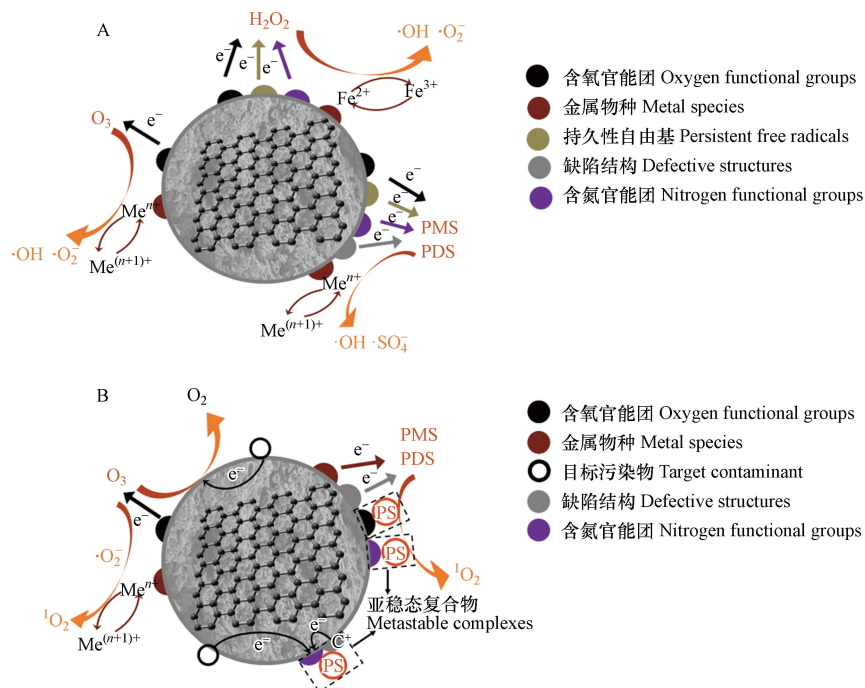 A
H₂O₂
·OH ·O₂⁻
e⁻
e⁻
e⁻
Fe²⁺
Fe³⁺
O₃
e⁻
Meⁿ⁺
·OH ·O₂⁻
Me⁽ⁿ⁺¹⁾⁺
e⁻
e⁻
e⁻
e⁻
PMS
PDS
Meⁿ⁺
Me⁽ⁿ⁺¹⁾⁺
·OH ·SO₄⁻
含氧官能团 Oxygen functional groups
金属物种 Metal species
持久性自由基 Persistent free radicals
缺陷结构 Defective structures
含氮官能团 Nitrogen functional groups
B
O₂
O₃
e⁻
e⁻
·O₂⁻
Meⁿ⁺
¹O₂
Me⁽ⁿ⁺¹⁾⁺
e⁻
e⁻
PMS
PDS
PS
PS
¹O₂
亚稳态复合物
Metastable complexes
e⁻
e⁻
C⁺
PS
含氧官能团 Oxygen functional groups
金属物种 Metal species
目标污染物 Target contaminant
缺陷结构 Defective structures
含氮官能团 Nitrogen functional groups